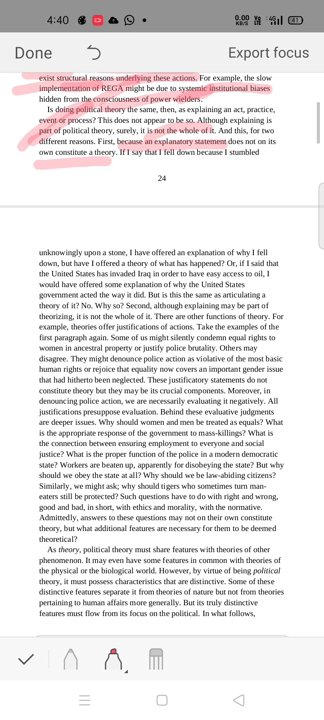 4:40
0.00 KB/S
41
Done
Export focus
exist structural reasons underlying these actions. For example, the slow
implementation of REGA might be due to systemic institutional biases
hidden from the consciousness of power wielders.
Is doing political theory the same, then, as explaining an act, practice,
event or process? This does not appear to be so. Although explaining is
part of political theory, surely, it is not the whole of it. And this, for two
different reasons. First, because an explanatory statement does not on its
own constitute a theory. If I say that I fell down because I stumbled
24
unknowingly upon a stone, I have offered an explanation of why I fell
down, but have I offered a theory of what has happened? Or, if I said that
the United States has invaded Iraq in order to have easy access to oil, I
would have offered some explanation of why the United States
government acted the way it did. But is this the same as articulating a
theory of it? No. Why so? Second, although explaining may be part of
theorizing, it is not the whole of it. There are other functions of theory. For
example, theories offer justifications of actions. Take the examples of the
first paragraph again. Some of us might silently condemn equal rights to
women in ancestral property or justify police brutality. Others may
disagree. They might denounce police action as violative of the most basic
human rights or rejoice that equality now covers an important gender issue
that had hitherto been neglected. These justificatory statements do not
constitute theory but they may be its crucial components. Moreover, in
denouncing police action, we are necessarily evaluating it negatively. All
justifications presuppose evaluation. Behind these evaluative judgments
are deeper issues. Why should women and men be treated as equals? What
is the appropriate response of the government to mass-killings? What is
the connection between ensuring employment to everyone and social
justice? What is the proper function of the police in a modern democratic
state? Workers are beaten up, apparently for disobeying the state? But why
should we obey the state at all? Why should we be law-abiding citizens?
Similarly, we might ask; why should tigers who sometimes turn man-
eaters still be protected? Such questions have to do with right and wrong,
good and bad, in short, with ethics and morality, with the normative.
Admittedly, answers to these questions may not on their own constitute
theory, but what additional features are necessary for them to be deemed
theoretical?
As theory, political theory must share features with theories of other
phenomenon. It may even have some features in common with theories of
the physical or the biological world. However, by virtue of being political
theory, it must possess characteristics that are distinctive. Some of these
distinctive features separate it from theories of nature but not from theories
pertaining to human affairs more generally. But its truly distinctive
features must flow from its focus on the political. In what follows,